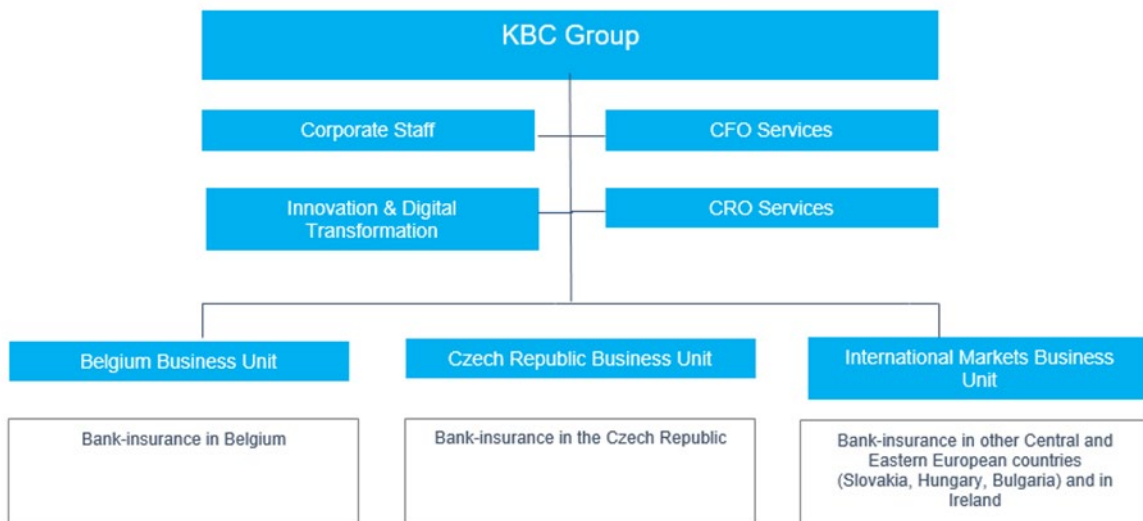 KBC Group
Corporate Staff
CFO Services
Innovation & Digital
Transformation
CRO Services
Belgium Business Unit
Czech Republic Business Unit
International Markets Business
Unit
Bank-insurance in Belgium
Bank-insurance in the Czech Republic
Bank-insurance in other Central and
Eastern European countries
(Slovakia, Hungary, Bulgaria) and in
Ireland